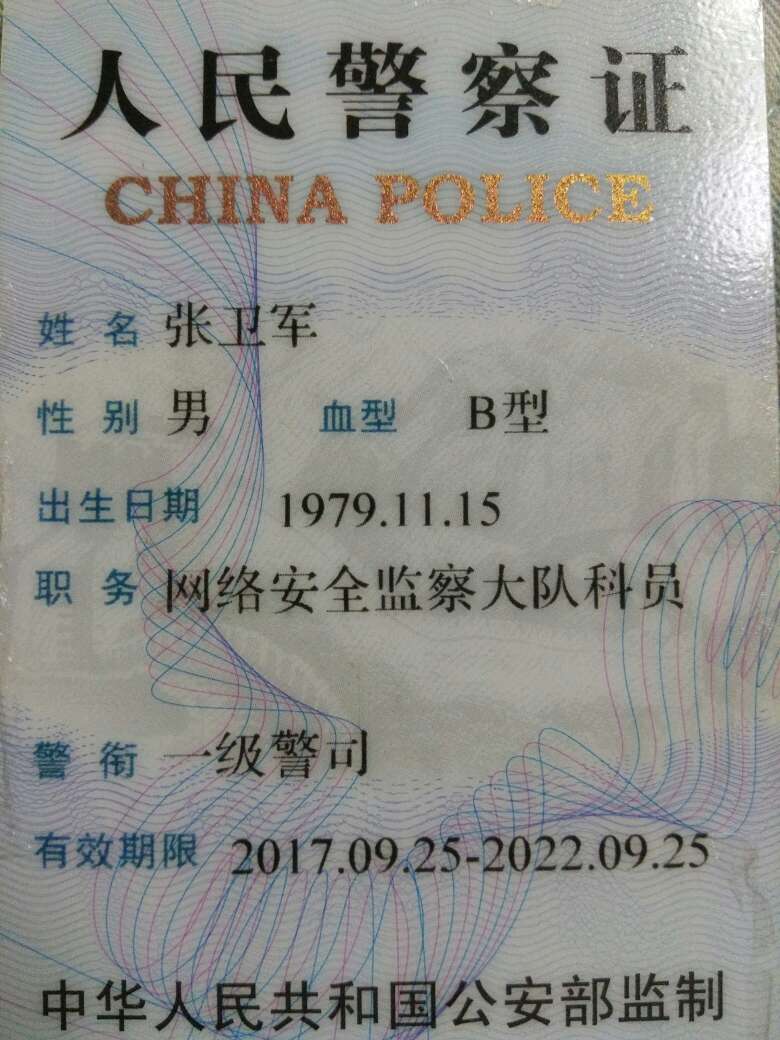 人民警察证
CHINA POLICE
姓名 张卫军
性别 男 血型 B型
出生日期 1979.11.15
职务 网络安全监察大队科员
警衔 一级警司
有效期限 2017.09.25-2022.09.25
中华人民共和国公安部监制